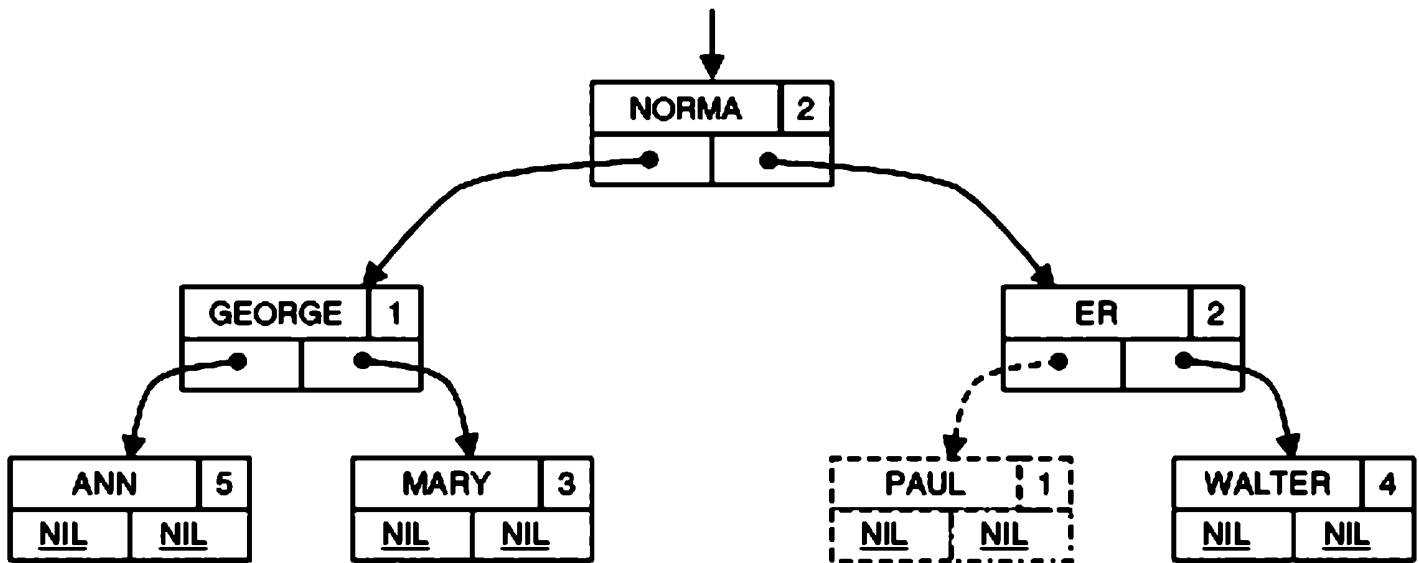 NORMA 2
GEORGE 1
ER 2
ANN 5
MARY 3
PAUL 1
WALTER 4
NIL NIL
NIL NIL
NIL NIL
NIL NIL